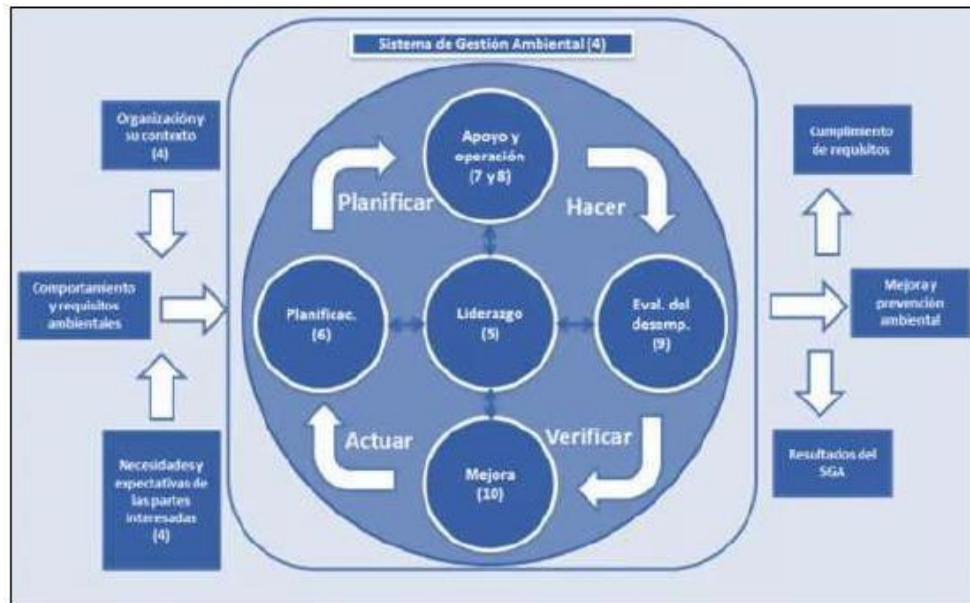 Sistema de Gestión Ambiental (4)
Organización y
su contexto
(4)
Comportamiento
y requisitos
ambientales
Necesidades y
expectativas de
las partes
interesadas
(4)
Apoyo y
operación
(7 y 8)
Planificar
Hacer
Planificac.
(6)
Liderazgo
(5)
Eval. del
desemp.
(9)
Actuar
Verificar
Mejora
(10)
Cumplimiento
de requisitos
Mejora y
prevención
ambiental
Resultados del
SGA